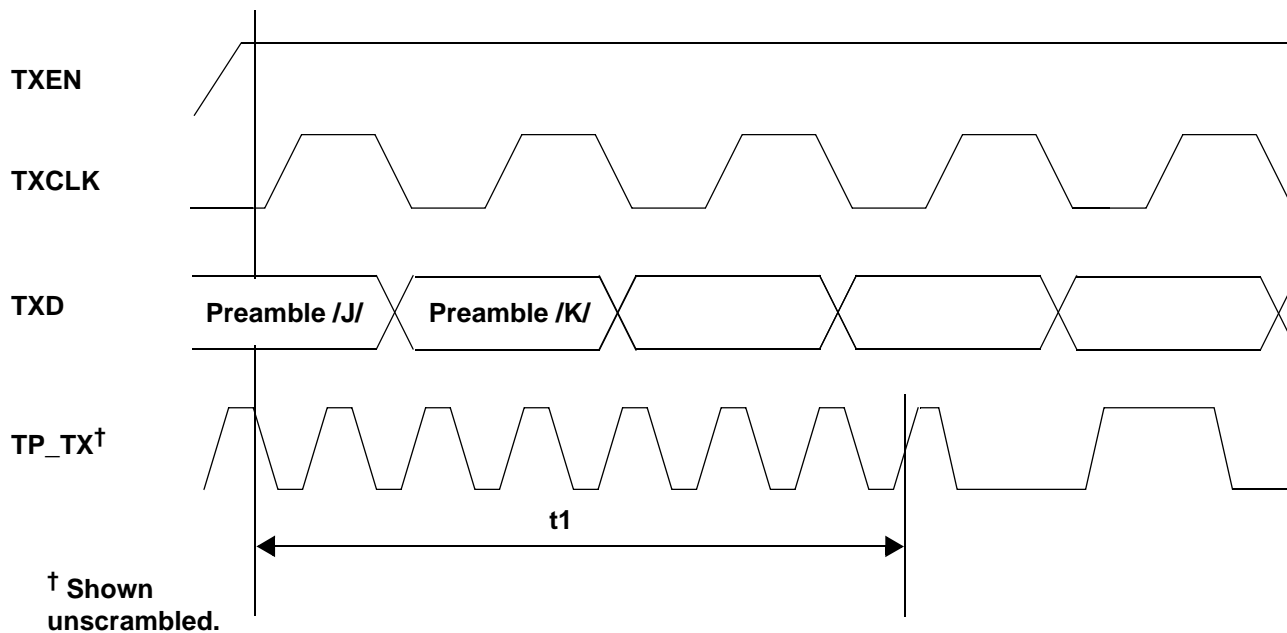 TXEN
TXCLK
TXD
Preamble /J/
Preamble /K/
TP_TX†
t1
† Shown
unscrambled.